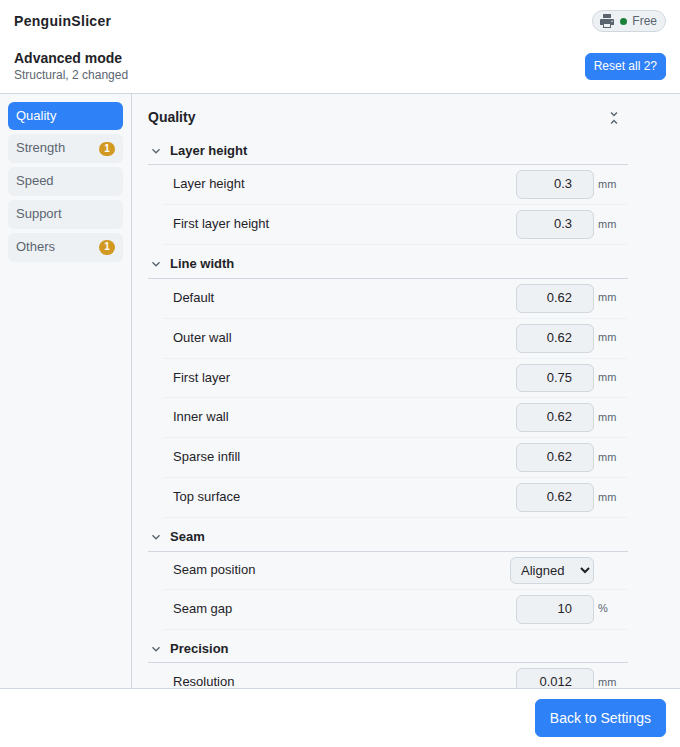 PenguinSlicer
Free
Advanced mode
Structural, 2 changed
Reset all 2?
Quality
Strength 1
Speed
Support
Others 1
Quality
Layer height
Layer height 0.3 mm
First layer height 0.3 mm
Line width
Default 0.62 mm
Outer wall 0.62 mm
First layer 0.75 mm
Inner wall 0.62 mm
Sparse infill 0.62 mm
Top surface 0.62 mm
Seam
Seam position Aligned
Seam gap 10 %
Precision
Resolution 0.012 mm
Back to Settings